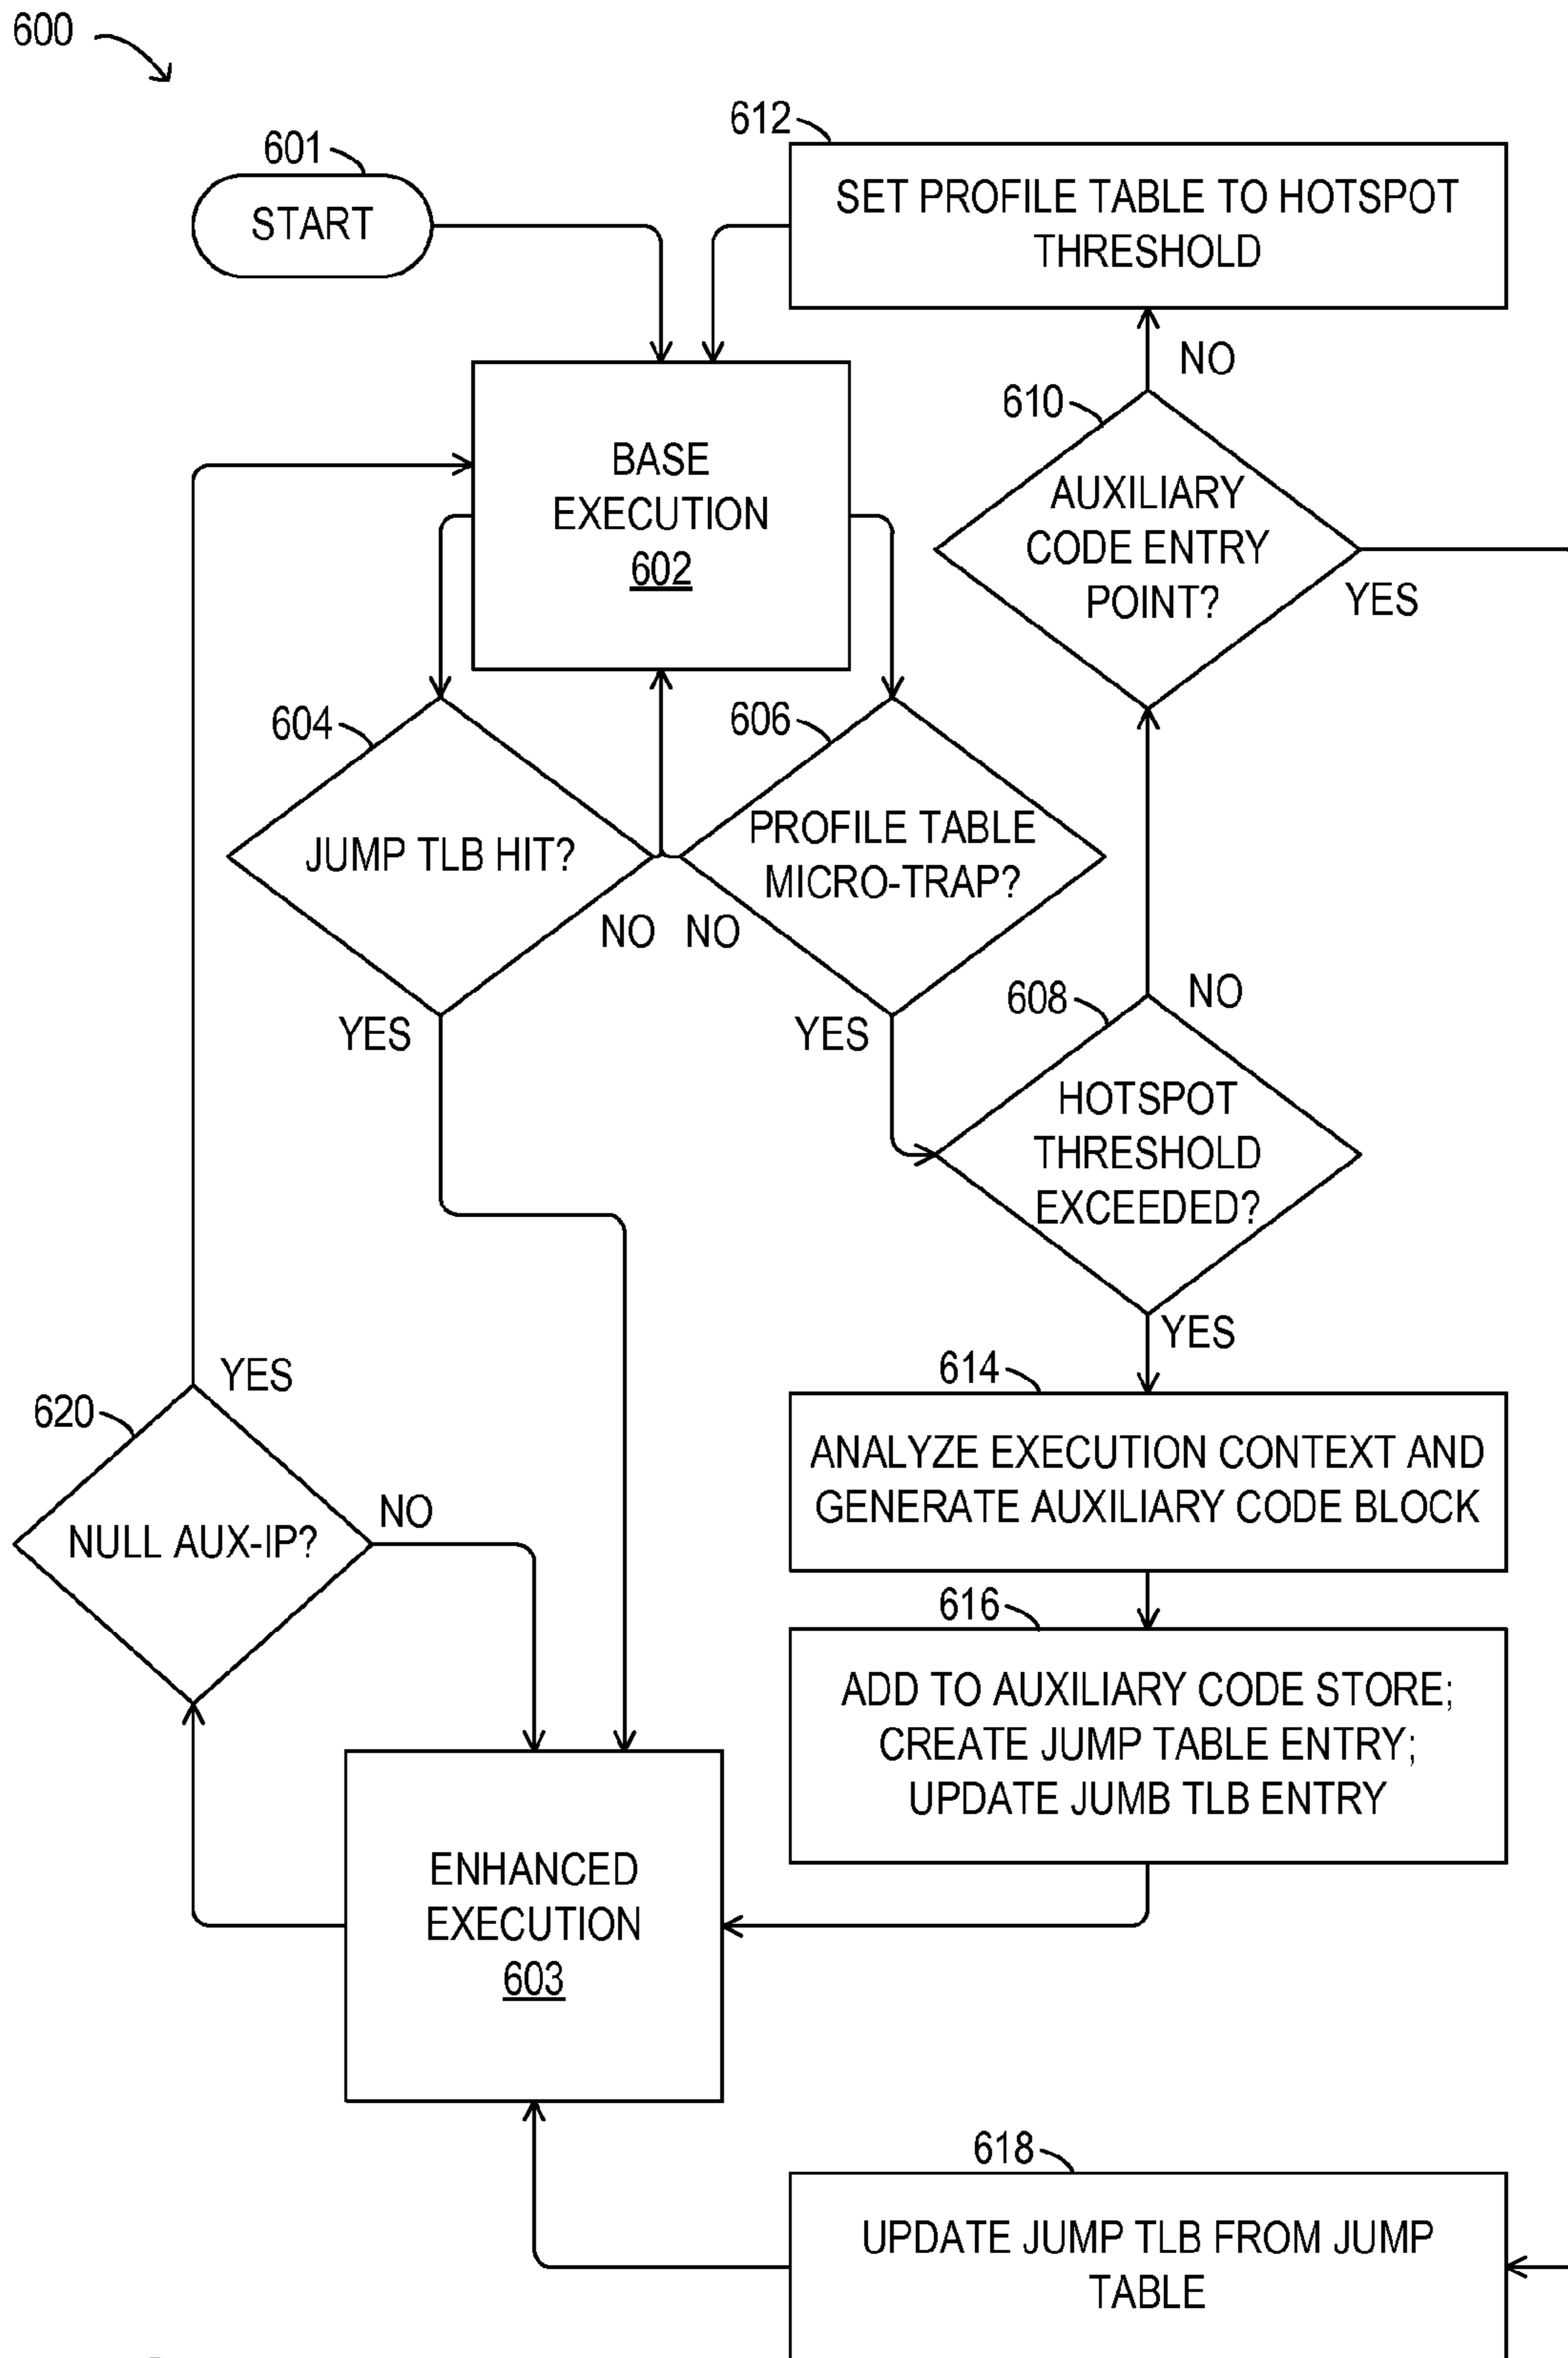 600
601
START
612
SET PROFILE TABLE TO HOTSPOT
THRESHOLD
NO
610
AUXILIARY
CODE ENTRY
POINT?
YES
BASE
EXECUTION
602
604
JUMP TLB HIT?
NO
YES
606
PROFILE TABLE
MICRO-TRAP?
NO
YES
608
NO
HOTSPOT
THRESHOLD
EXCEEDED?
YES
614
ANALYZE EXECUTION CONTEXT AND
GENERATE AUXILIARY CODE BLOCK
616
ADD TO AUXILIARY CODE STORE;
CREATE JUMP TABLE ENTRY;
UPDATE JUMB TLB ENTRY
620
YES
NULL AUX-IP?
NO
ENHANCED
EXECUTION
603
618
UPDATE JUMP TLB FROM JUMP
TABLE